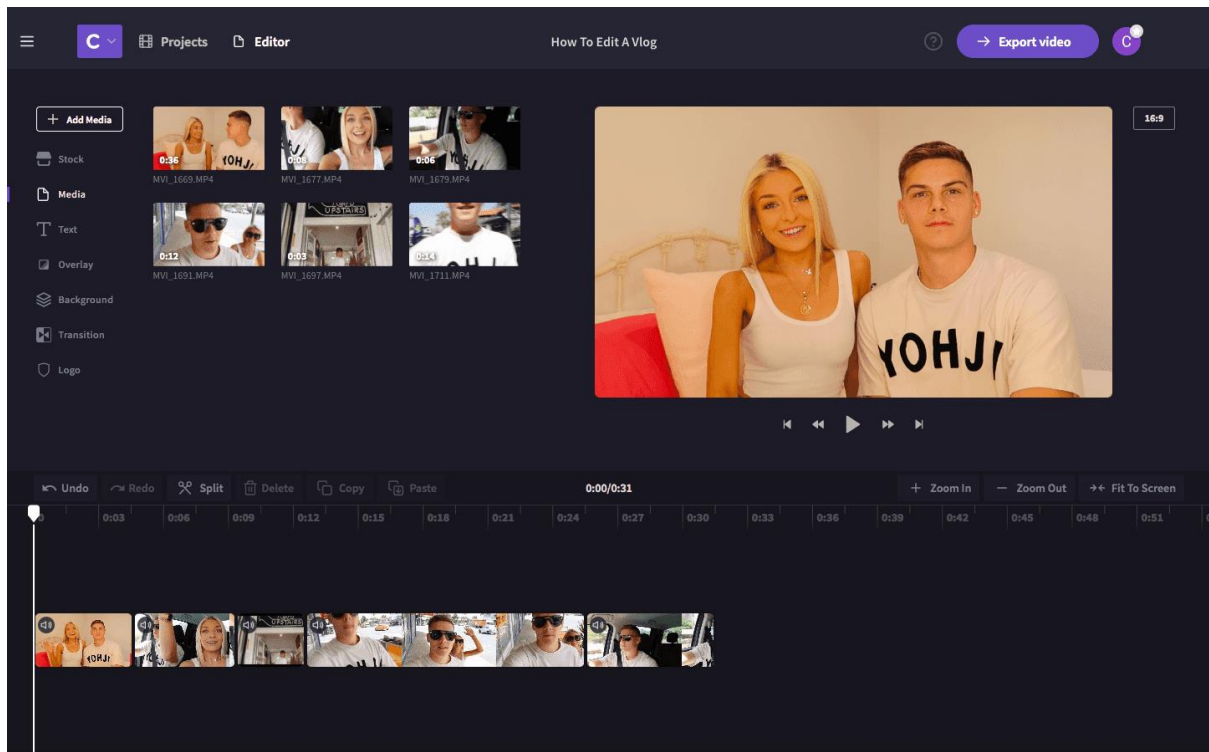 C
Projects
Editor
How To Edit A Vlog
?
Export video
C
Add Media
Stock
Media
Text
Overlay
Background
Transition
Logo
0:36
MVI_1669.MP4
0:08
MVI_1677.MP4
0:06
MVI_1679.MP4
0:12
MVI_1691.MP4
UPSTAIRS
0:03
MVI_1697.MP4
0:14
MVI_1711.MP4
YOHJI
16:9
Undo
Redo
Split
Delete
Copy
Paste
0:00/0:31
Zoom In
Zoom Out
Fit To Screen
0:03 0:06 0:09 0:12 0:15 0:18 0:21 0:24 0:27 0:30 0:33 0:36 0:39 0:42 0:45 0:48 0:51
YOHJI
UPSTAIRS